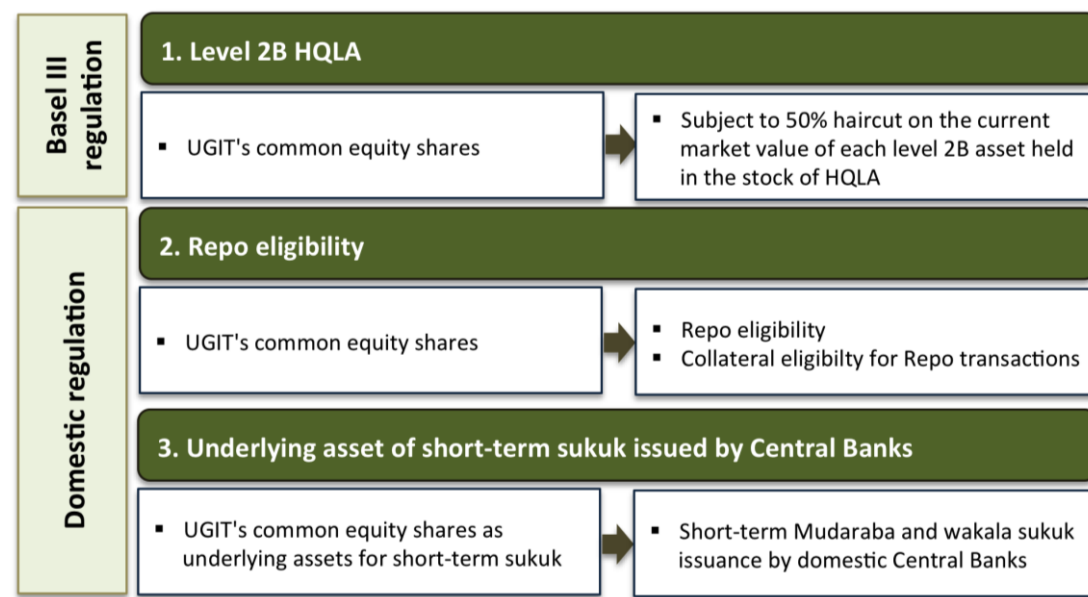 Basel III
regulation
1. Level 2B HQLA
▪ UGIT's common equity shares
▪ Subject to 50% haircut on the current
market value of each level 2B asset held
in the stock of HQLA
Domestic regulation
2. Repo eligibility
▪ UGIT's common equity shares
▪ Repo eligibility
▪ Collateral eligibilty for Repo transactions
3. Underlying asset of short-term sukuk issued by Central Banks
▪ UGIT's common equity shares as
underlying assets for short-term sukuk
▪ Short-term Mudaraba and wakala sukuk
issuance by domestic Central Banks